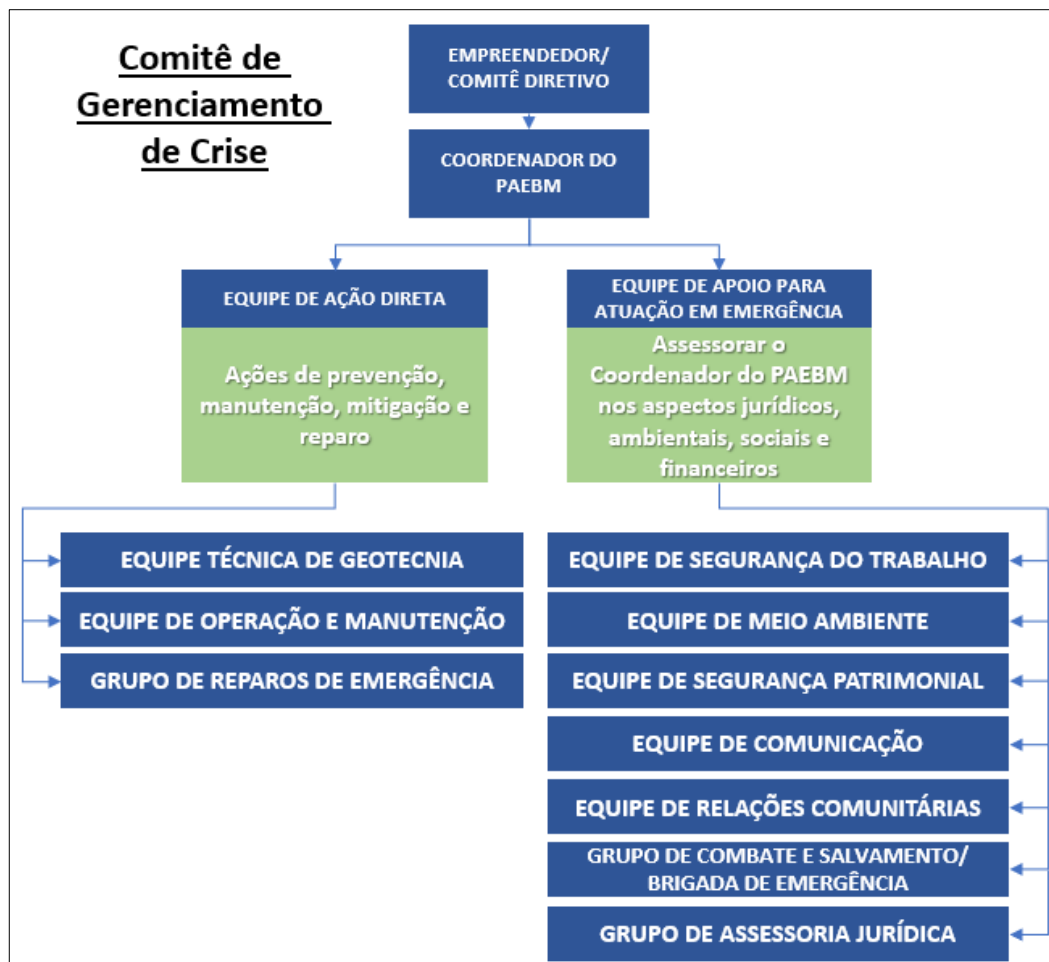 Comitê de
Gerenciamento
de Crise
EMPREENDEDOR/
COMITÊ DIRETIVO
COORDENADOR DO
PAEBM
EQUIPE DE AÇÃO DIRETA
Ações de prevenção,
manutenção, mitigação e
reparo
EQUIPE DE APOIO PARA
ATUAÇÃO EM EMERGÊNCIA
Assessorar o
Coordenador do PAEBM
nos aspectos jurídicos,
ambientais, sociais e
financeiros
EQUIPE TÉCNICA DE GEOTECNIA
EQUIPE DE OPERAÇÃO E MANUTENÇÃO
GRUPO DE REPAROS DE EMERGÊNCIA
EQUIPE DE SEGURANÇA DO TRABALHO
EQUIPE DE MEIO AMBIENTE
EQUIPE DE SEGURANÇA PATRIMONIAL
EQUIPE DE COMUNICAÇÃO
EQUIPE DE RELAÇÕES COMUNITÁRIAS
GRUPO DE COMBATE E SALVAMENTO/
BRIGADA DE EMERGÊNCIA
GRUPO DE ASSESSORIA JURÍDICA